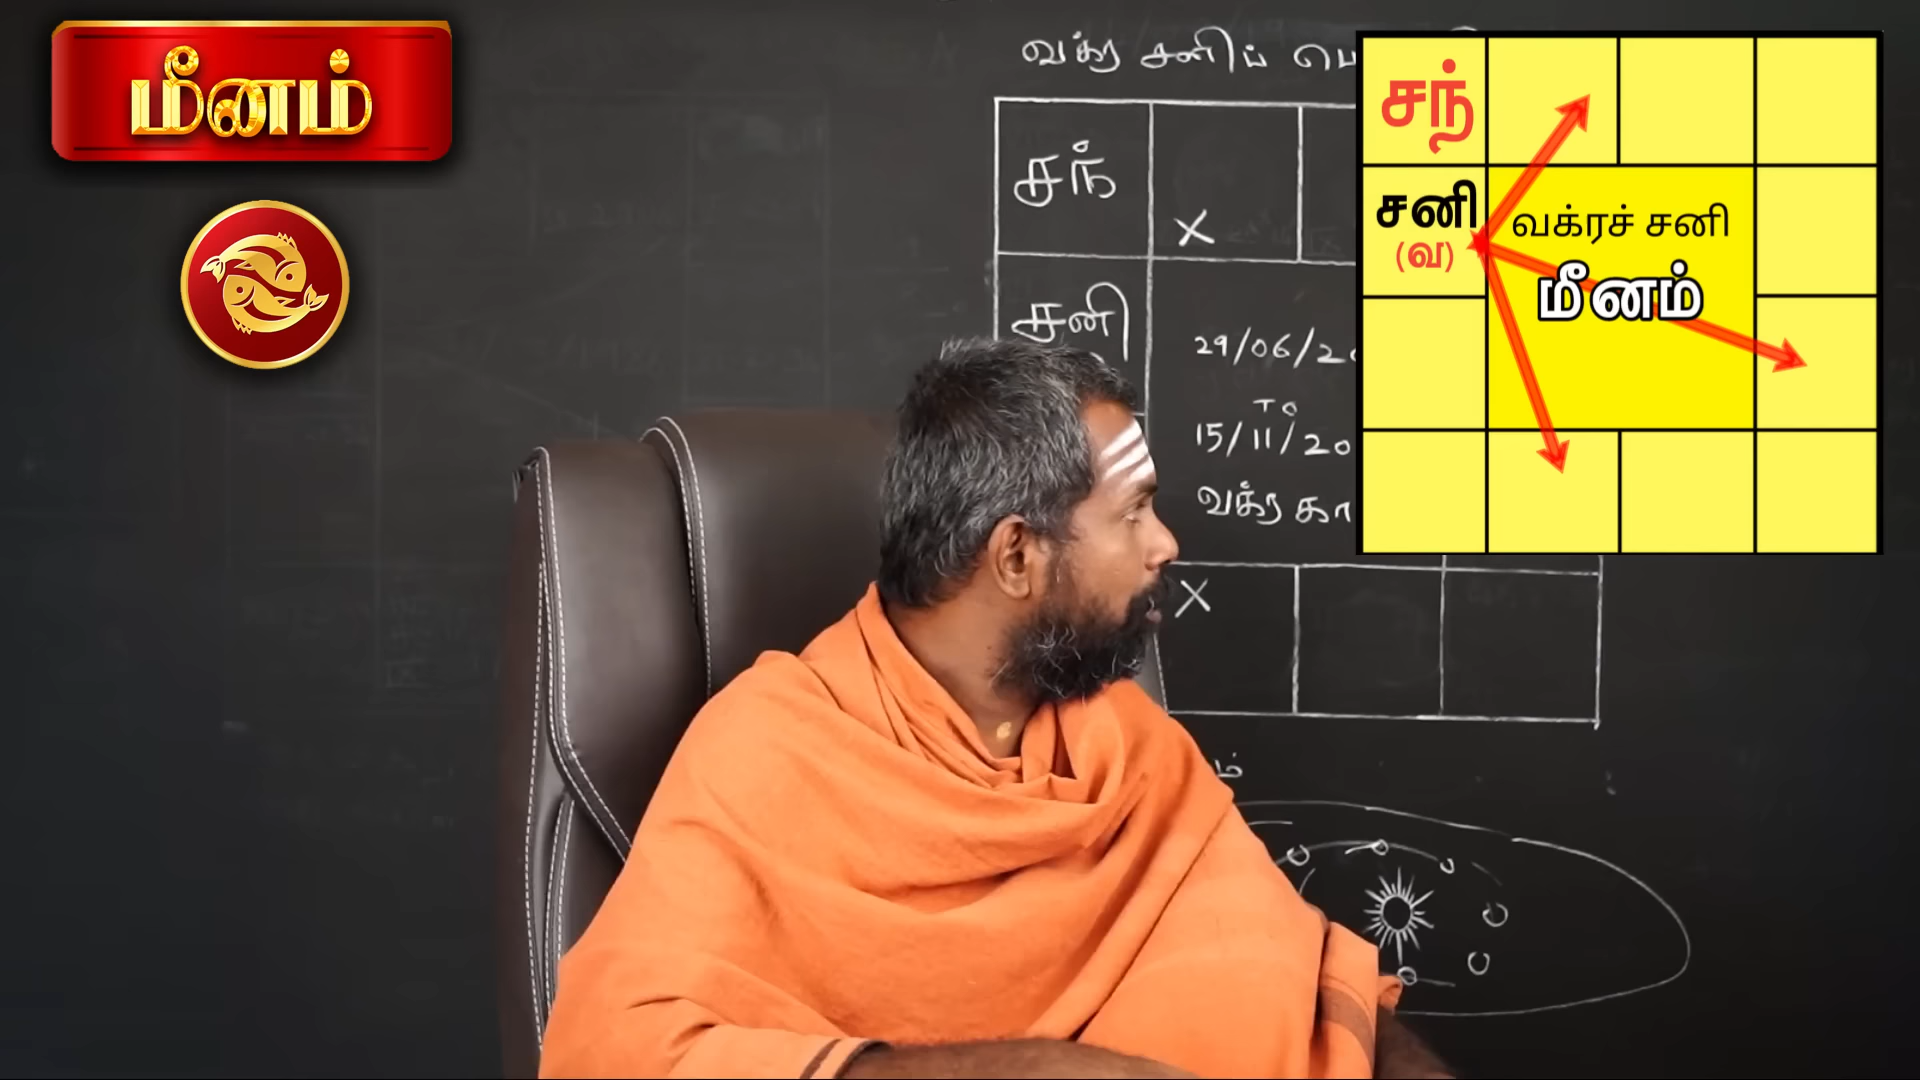 மீனம்
வக்ர சனிப்
சந்
சனி
29/06/20
TO
15/11/20
வக்ர கா
X
X
ம்
சந்
சனி
(வ)
வக்ரச் சனி
மீனம்